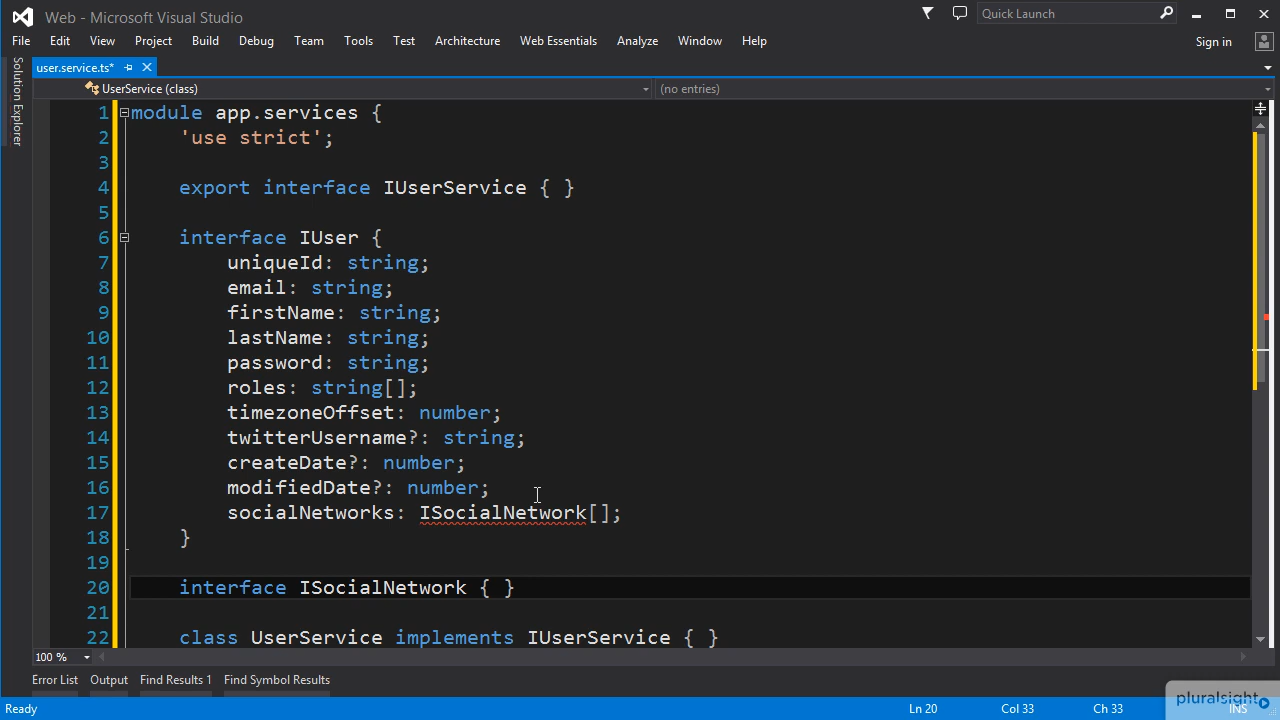 Web - Microsoft Visual Studio
Quick Launch
File Edit View Project Build Debug Team Tools Test Architecture Web Essentials Analyze Window Help
Sign in
Solution Explorer
user.service.ts*
UserService (class)
(no entries)
1 module app.services {
2 'use strict';
3
4 export interface IUserService { }
5
6 interface IUser {
7 uniqueId: string;
8 email: string;
9 firstName: string;
10 lastName: string;
11 password: string;
12 roles: string[];
13 timezoneOffset: number;
14 twitterUsername?: string;
15 createDate?: number;
16 modifiedDate?: number;
17 socialNetworks: ISocialNetwork[];
18 }
19
20 interface ISocialNetwork { }
21
22 class UserService implements IUserService { }
100 %
Error List Output Find Results 1 Find Symbol Results
Ready
Ln 20 Col 33 Ch 33 INS
pluralsight